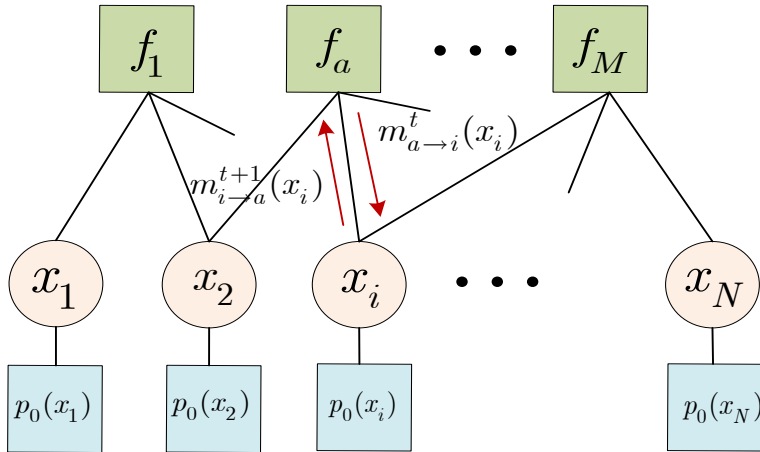 f_1 f_a • • • f_M
m^t_{a→i}(x_i)
m^{t+1}_{i→a}(x_i)
x_1 x_2 x_i • • • x_N
p_0(x_1) p_0(x_2) p_0(x_i) p_0(x_N)